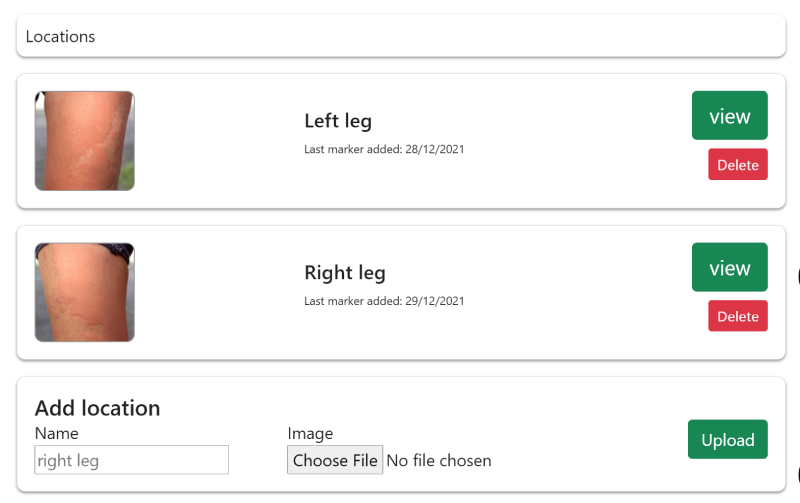 Locations
Left leg
Last marker added: 28/12/2021
view
Delete
Right leg
Last marker added: 29/12/2021
view
Delete
Add location
Name
Image
right leg
Choose File No file chosen
Upload